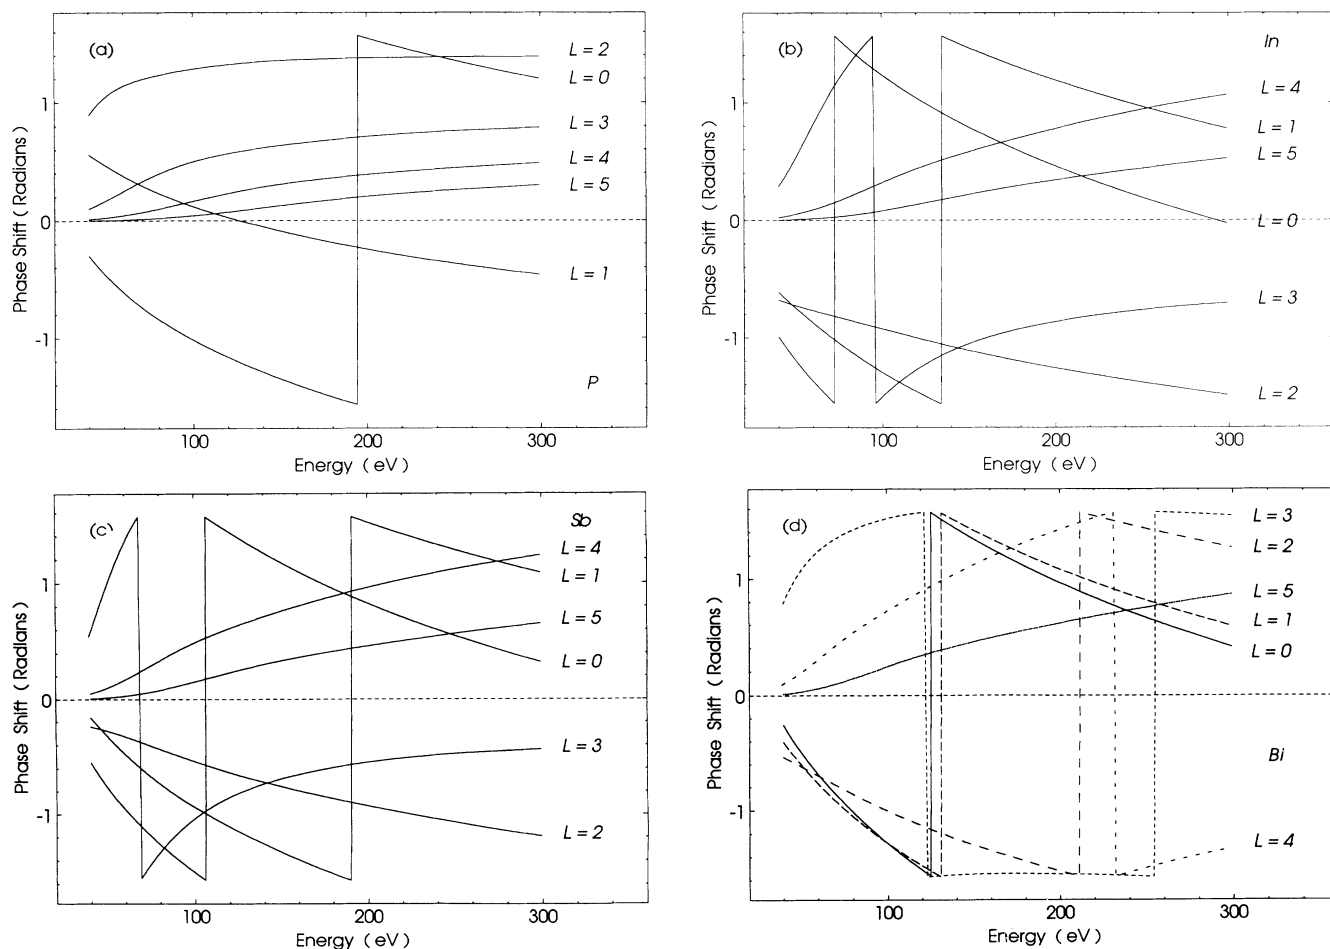 (a)
L = 2
L = 0
L = 3
L = 4
L = 5
L = 1
P
1
0
-1
Phase Shift (Radians)
100
200
300
Energy (eV)
(b)
In
L = 4
L = 1
L = 5
L = 0
L = 3
L = 2
1
0
-1
Phase Shift (Radians)
100
200
300
Energy (eV)
(c)
Sb
L = 4
L = 1
L = 5
L = 0
L = 3
L = 2
1
0
-1
Phase Shift (Radians)
100
200
300
Energy (eV)
(d)
L = 3
L = 2
L = 5
L = 1
L = 0
Bi
L = 4
1
0
-1
Phase Shift (Radians)
100
200
300
Energy (eV)